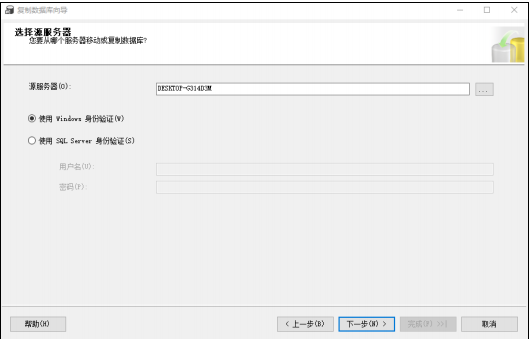 复制数据库向导
选择源服务器
您要从哪个服务器移动或复制数据库?
源服务器(O):
DESKTOP-G314D3M
...
使用 Windows 身份验证(W)
使用 SQL Server 身份验证(S)
用户名(U):
密码(P):
帮助(H)
< 上一步(B)
下一步(N) >
完成(F) >>|
取消